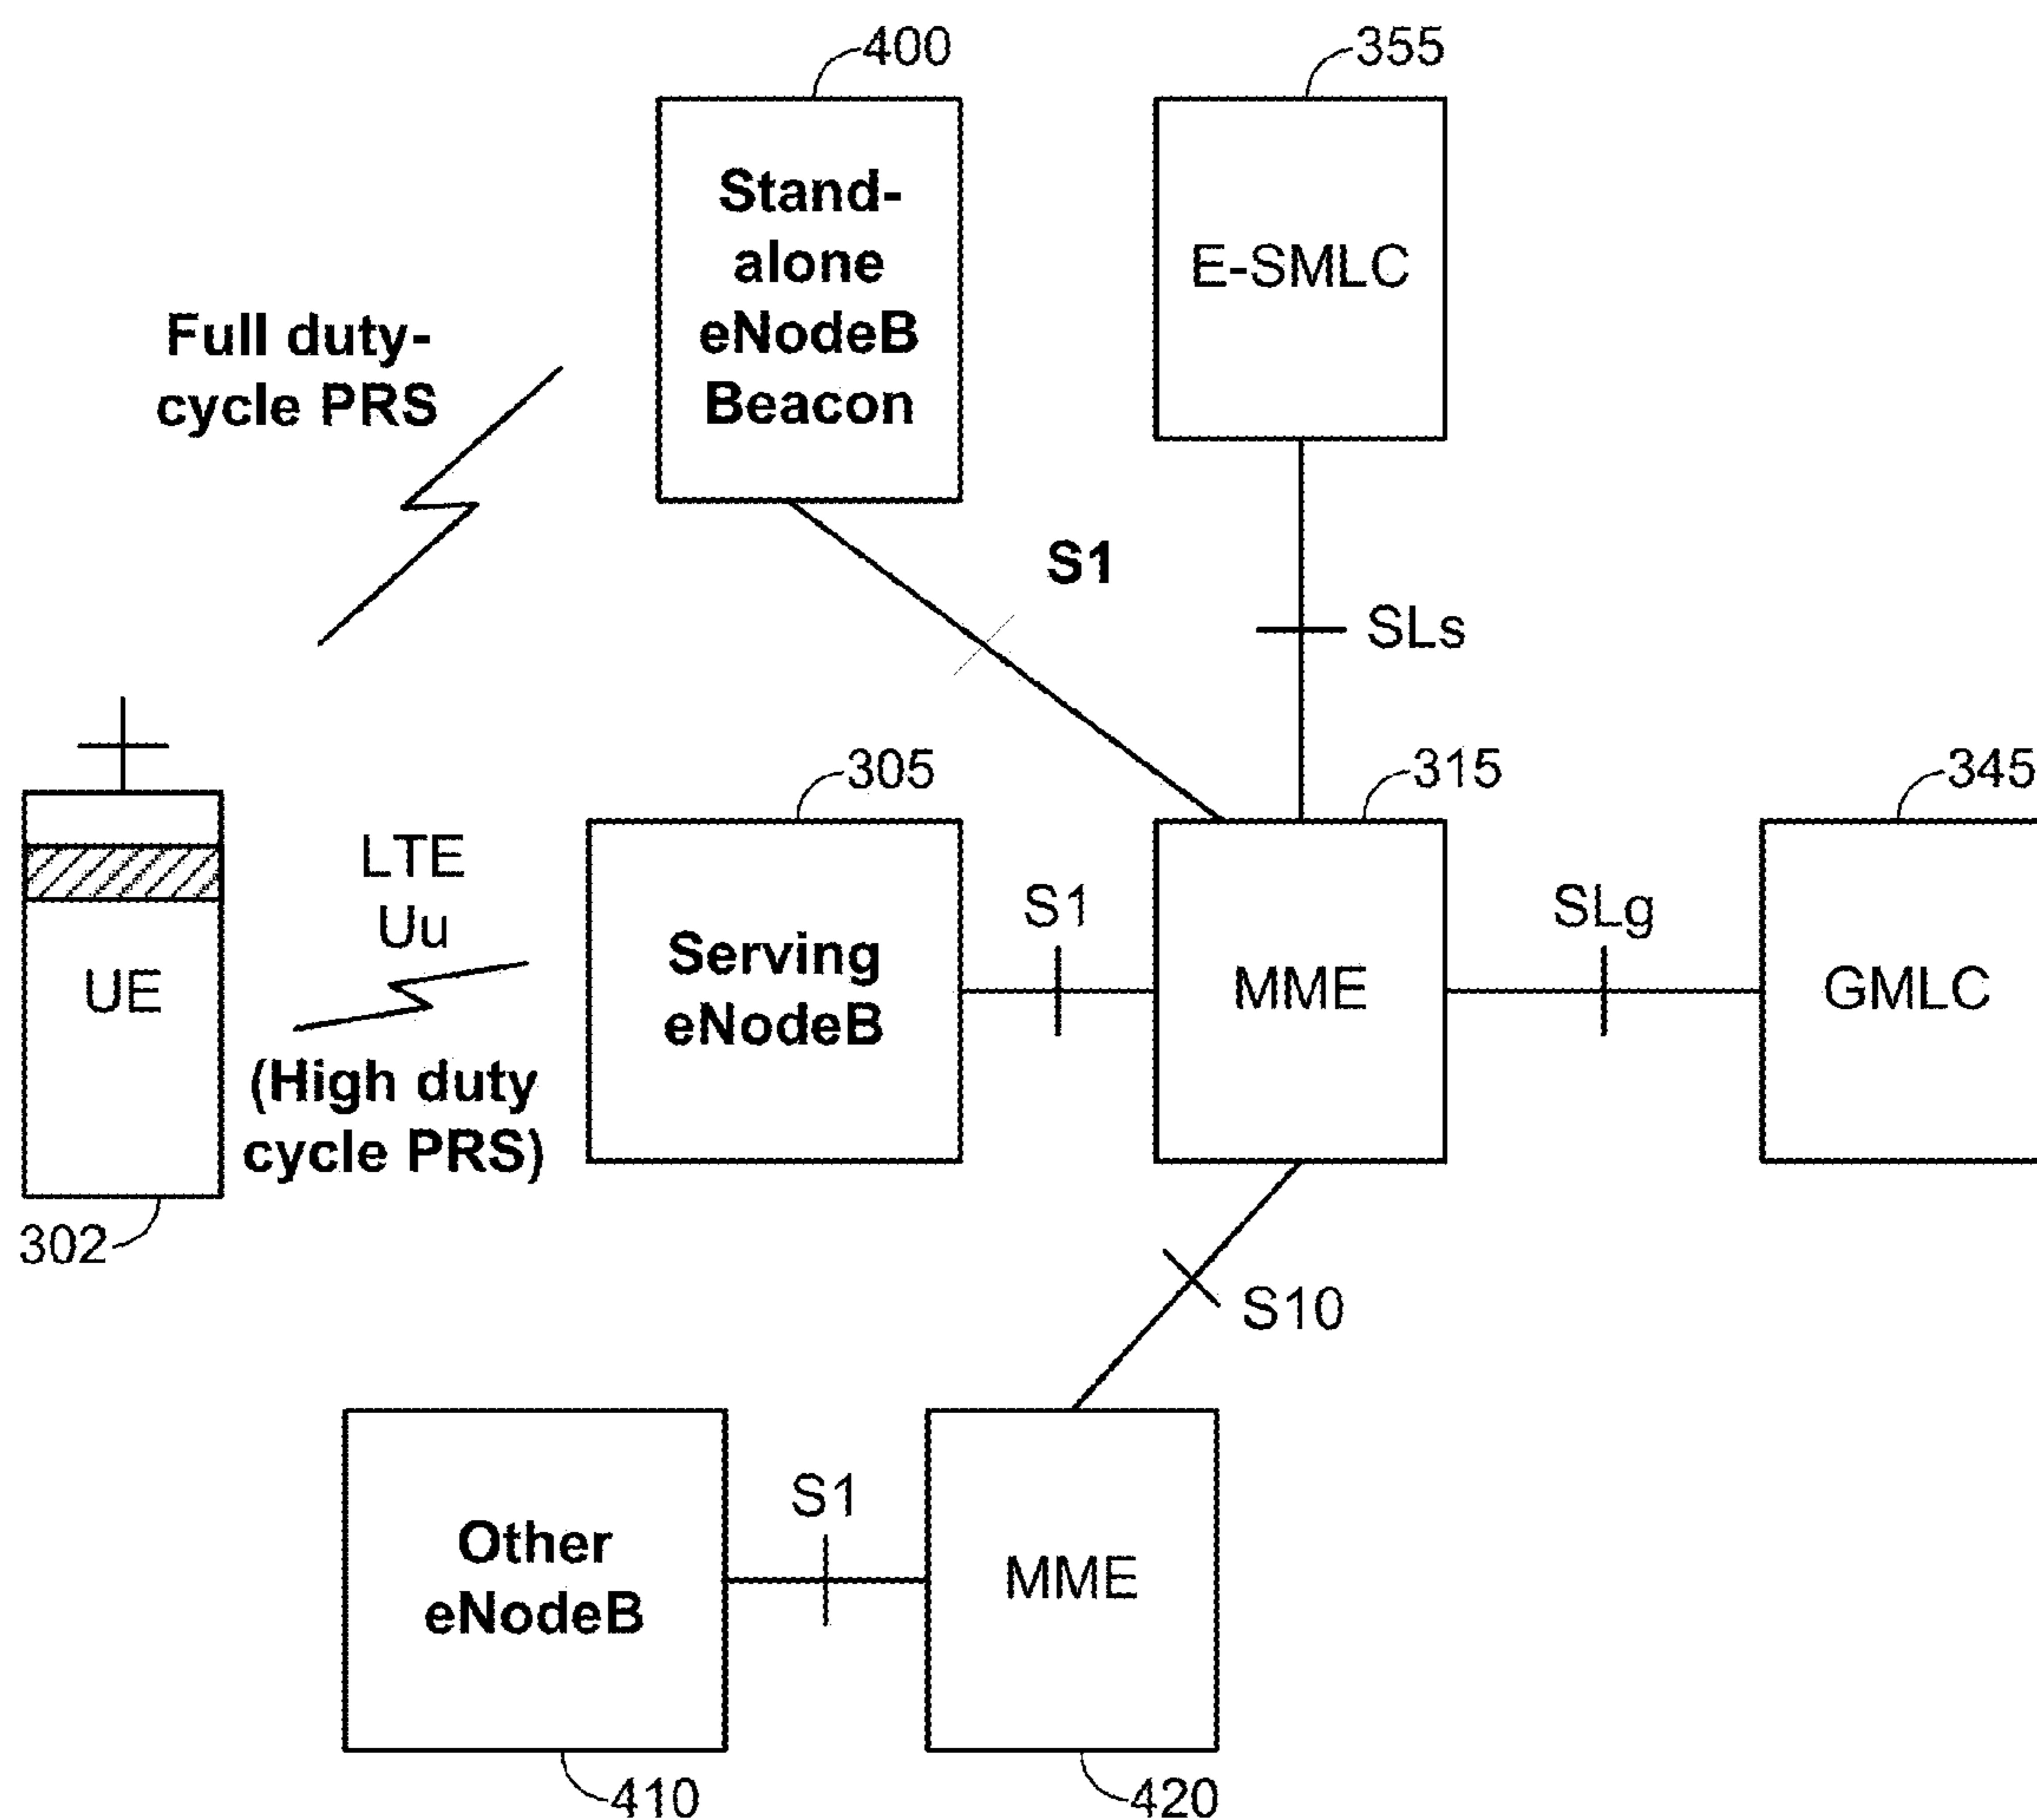 400
355
Stand-
alone
eNodeB
Beacon
E-SMLC
Full duty-
cycle PRS
S1
SLs
305
315
345
LTE
Uu
UE
(High duty
cycle PRS)
Serving
eNodeB
S1
MME
SLg
GMLC
302
S10
Other
eNodeB
S1
MME
410
420